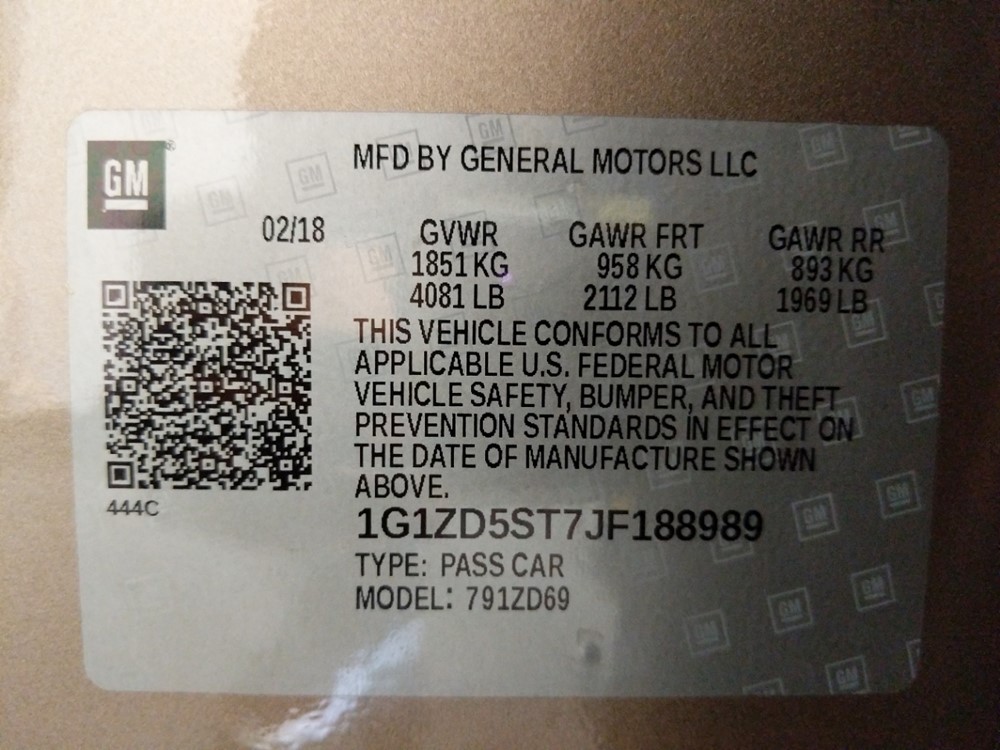 GM
MFD BY GENERAL MOTORS LLC
02/18
GVWR GAWR FRT GAWR RR
1851 KG 958 KG 893 KG
4081 LB 2112 LB 1969 LB
THIS VEHICLE CONFORMS TO ALL
APPLICABLE U.S. FEDERAL MOTOR
VEHICLE SAFETY, BUMPER, AND THEFT
PREVENTION STANDARDS IN EFFECT ON
THE DATE OF MANUFACTURE SHOWN
ABOVE.
444C
1G1ZD5ST7JF188989
TYPE: PASS CAR
MODEL: 791ZD69